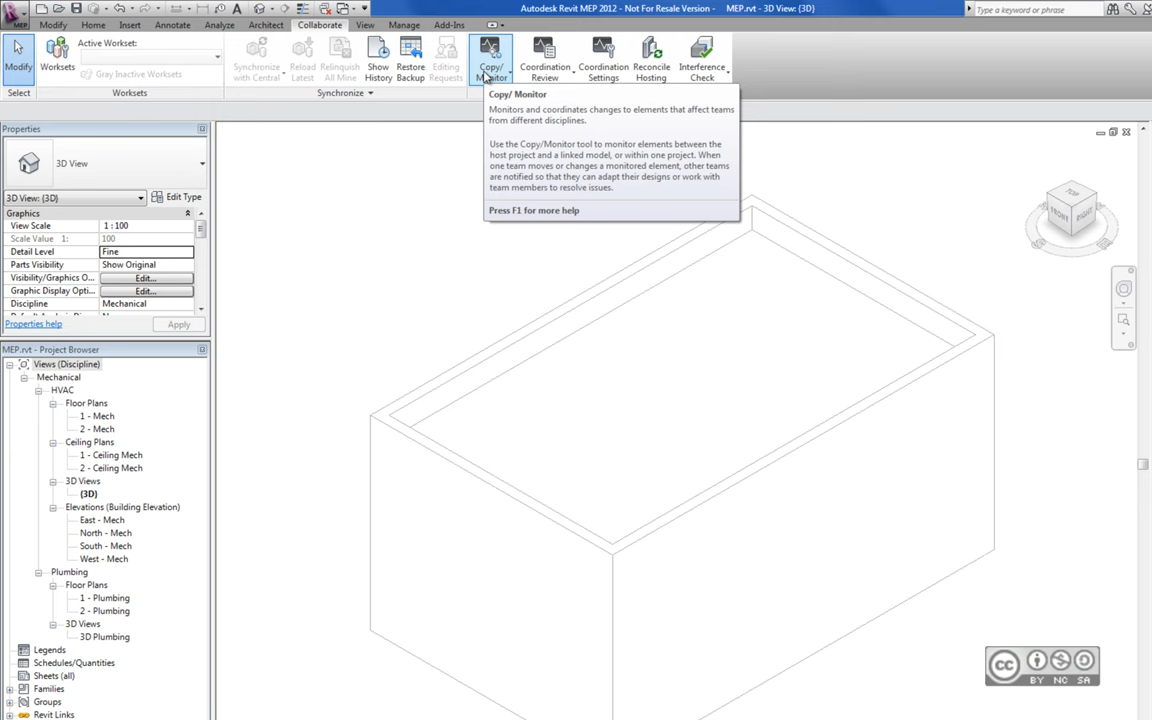 Autodesk Revit MEP 2012 - Not For Resale Version - MEP.rvt - 3D View: {3D}
Type a keyword or phrase
MEP
Modify Home Insert Annotate Analyze Architect Collaborate View Manage Add-Ins
Modify
Worksets
Active Workset:
Gray Inactive Worksets
Synchronize with Central
Reload Latest
Relinquish All Mine
Show History
Restore Backup
Editing Requests
Copy/ Monitor
Coordination Review
Coordination Settings
Reconcile Hosting
Interference Check
Select Worksets Synchronize
Copy/ Monitor
Monitors and coordinates changes to elements that affect teams
from different disciplines.
Use the Copy/Monitor tool to monitor elements between the
host project and a linked model, or within one project. When
one team moves or changes a monitored element, other teams
are notified so that they can adapt their designs or work with
team members to resolve issues.
Press F1 for more help
Properties
3D View
3D View: {3D} Edit Type
Graphics
View Scale 1 : 100
Scale Value 1: 100
Detail Level Fine
Parts Visibility Show Original
Visibility/Graphics O... Edit...
Graphic Display Opti... Edit...
Discipline Mechanical
Properties help Apply
MEP.rvt - Project Browser
Views (Discipline)
Mechanical
HVAC
Floor Plans
1 - Mech
2 - Mech
Ceiling Plans
1 - Ceiling Mech
2 - Ceiling Mech
3D Views
{3D}
Elevations (Building Elevation)
East - Mech
North - Mech
South - Mech
West - Mech
Plumbing
Floor Plans
1 - Plumbing
2 - Plumbing
3D Views
3D Plumbing
Legends
Schedules/Quantities
Sheets (all)
Families
Groups
Revit Links
TOP
FRONT
RIGHT
cc
BY NC SA